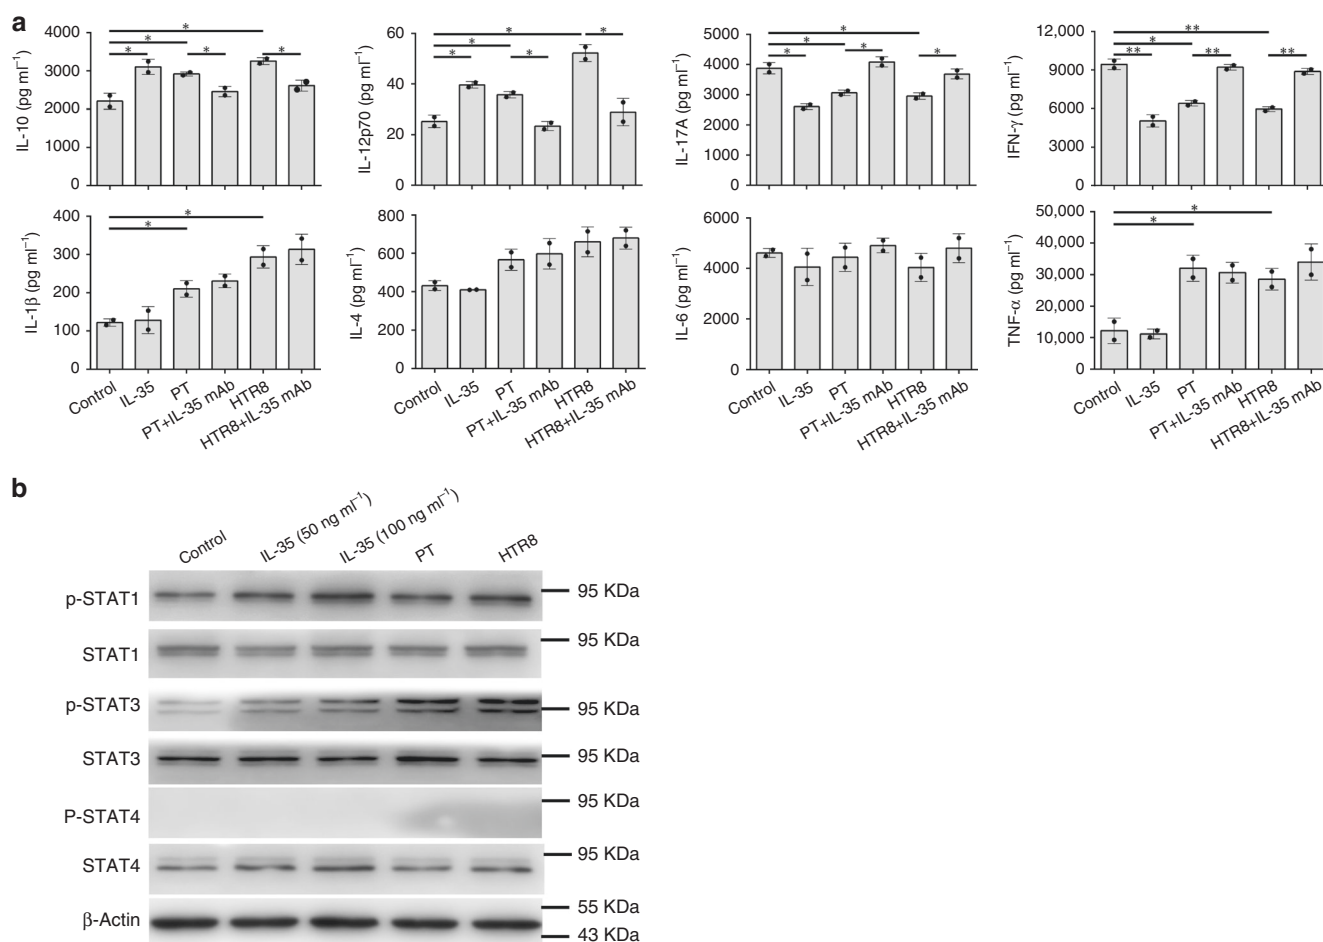 a
IL-10 (pg ml⁻¹)
4000
3000
2000
1000
0
*
*
*
*
*
IL-12p70 (pg ml⁻¹)
60
40
20
0
*
*
*
*
*
IL-17A (pg ml⁻¹)
5000
4000
3000
2000
1000
0
*
*
*
*
*
IFN-γ (pg ml⁻¹)
12,000
9000
6000
3000
0
**
*
**
**
**
IL-1β (pg ml⁻¹)
400
300
200
100
0
*
*
Control
IL-35
PT
PT+IL-35 mAb
HTR8
HTR8+IL-35 mAb
IL-4 (pg ml⁻¹)
800
600
400
200
0
Control
IL-35
PT
PT+IL-35 mAb
HTR8
HTR8+IL-35 mAb
IL-6 (pg ml⁻¹)
6000
4000
2000
0
Control
IL-35
PT
PT+IL-35 mAb
HTR8
HTR8+IL-35 mAb
TNF-α (pg ml⁻¹)
50,000
40,000
30,000
20,000
10,000
0
*
*
Control
IL-35
PT
PT+IL-35 mAb
HTR8
HTR8+IL-35 mAb
b
Control
IL-35 (50 ng ml⁻¹)
IL-35 (100 ng ml⁻¹)
PT
HTR8
p-STAT1
95 KDa
STAT1
95 KDa
p-STAT3
95 KDa
STAT3
95 KDa
P-STAT4
95 KDa
STAT4
95 KDa
β-Actin
55 KDa
43 KDa